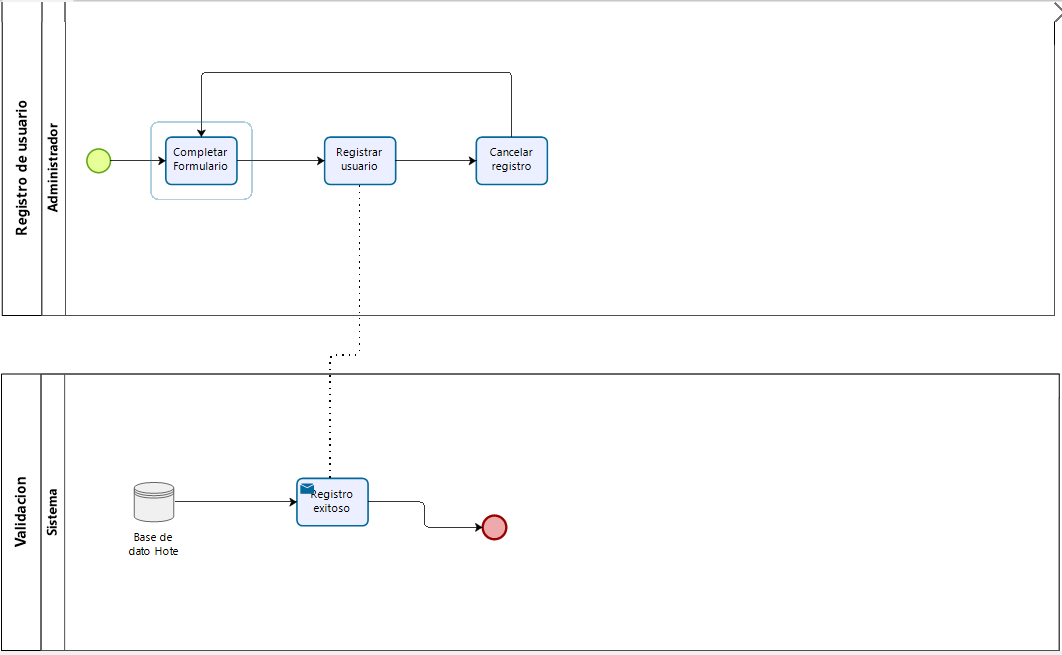 Registro de usuario
Administrador
Completar
Formulario
Registrar
usuario
Cancelar
registro
Validacion
Sistema
Base de
dato Hote
Registro
exitoso